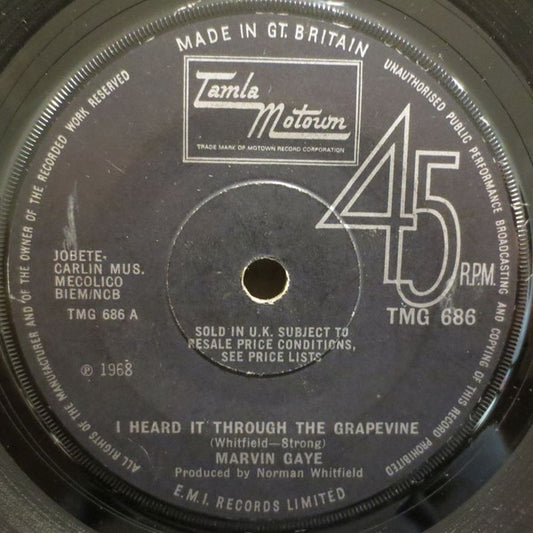 MADE IN GT. BRITAIN
UNAUTHORISED PUBLIC PERFORMANCE BROADCASTING AND COPYING OF THIS RECORD PROHIBITED
ALL RIGHTS OF THE MANUFACTURER AND OF THE OWNER OF THE RECORDED WORK RESERVED
Tamla
Motown
TRADE MARK OF MOTOWN RECORD CORPORATION
45
R.P.M.
TMG 686
JOBETE-
CARLIN MUS.
MECOLICO
BIEM/NCB
TMG 686 A
SOLD IN U.K. SUBJECT TO
RESALE PRICE CONDITIONS,
SEE PRICE LISTS
℗ 1968
I HEARD IT THROUGH THE GRAPEVINE
(Whitfield—Strong)
MARVIN GAYE
Produced by Norman Whitfield
E.M.I. RECORDS LIMITED